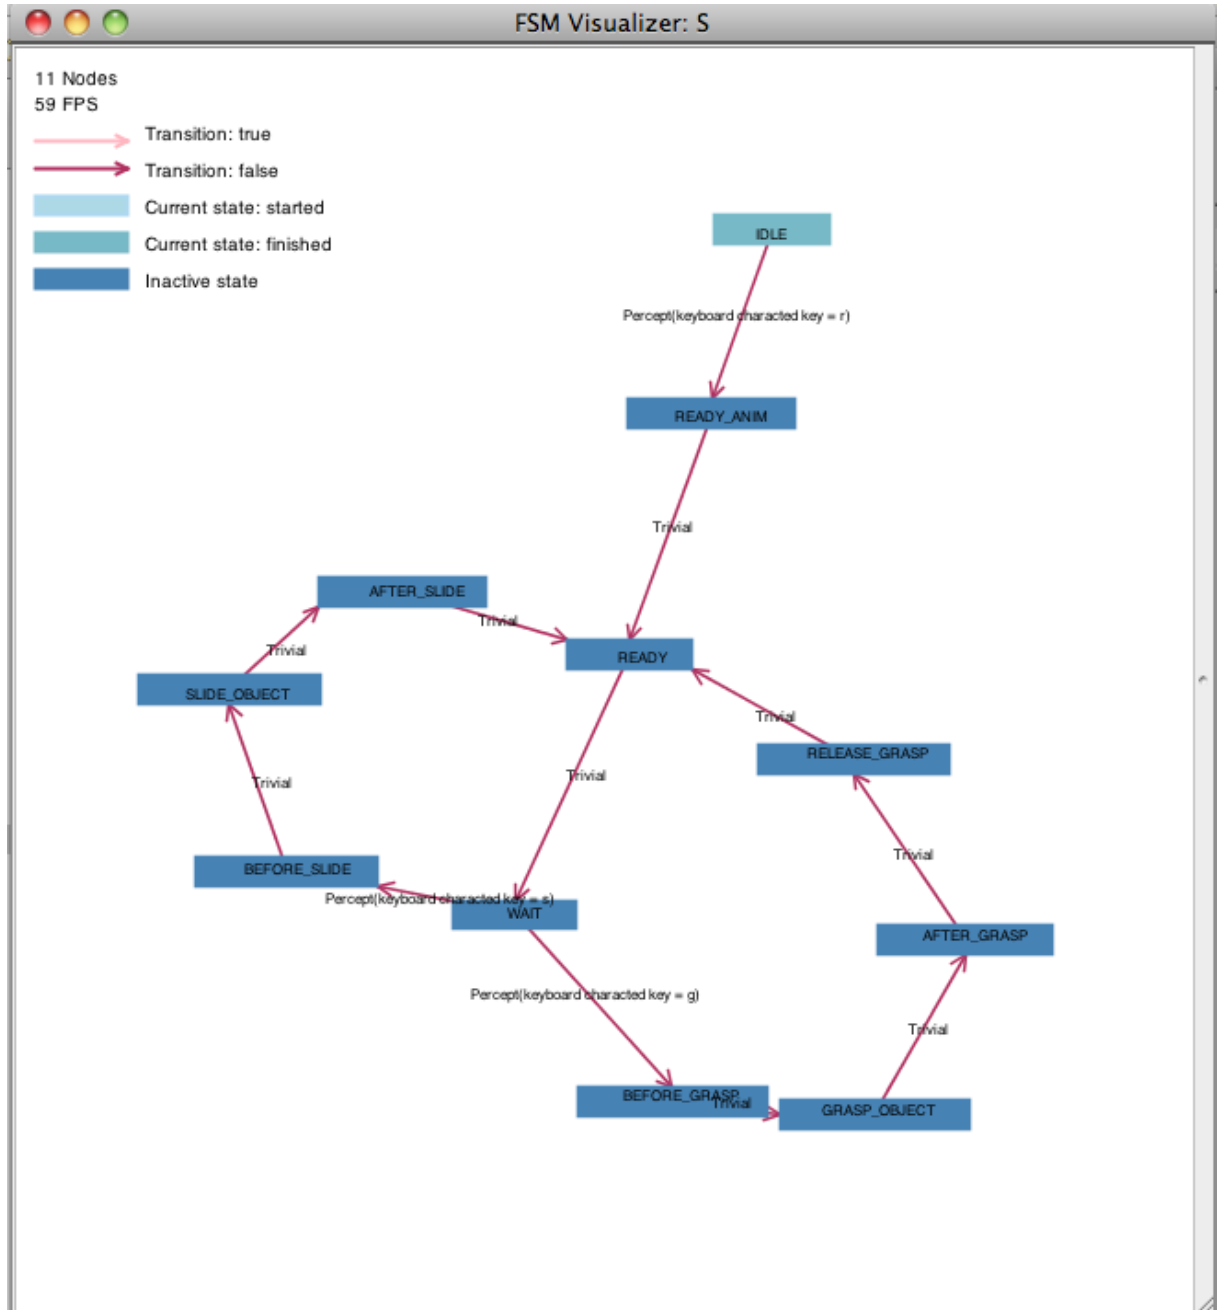 FSM Visualizer: S
11 Nodes
59 FPS
Transition: true
Transition: false
Current state: started
Current state: finished
Inactive state
IDLE
Percept(keyboard characted key = r)
READY_ANIM
Trivial
AFTER_SLIDE
Trivial
READY
Trivial
SLIDE_OBJECT
Trivial
RELEASE_GRASP
Trivial
Trivial
Trivial
BEFORE_SLIDE
Percept(keyboard characted key = s)
WAIT
AFTER_GRASP
Percept(keyboard characted key = g)
Trivial
BEFORE_GRASP
Trivial
GRASP_OBJECT